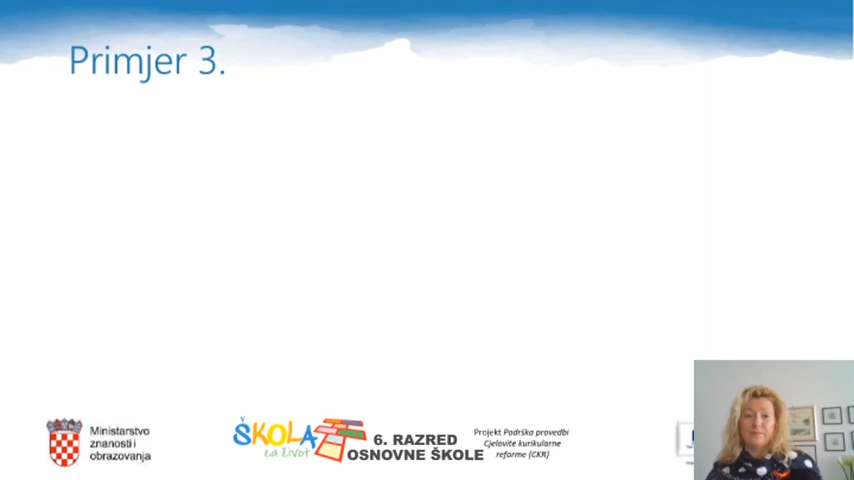 Primjer 3.
Ministarstvo
znanosti i
obrazovanja
ŠKOLA
za život
6. RAZRED
OSNOVNE ŠKOLE
Projekt Podrška provedbi
Cjelovite kurikularne
reforme (CKR)